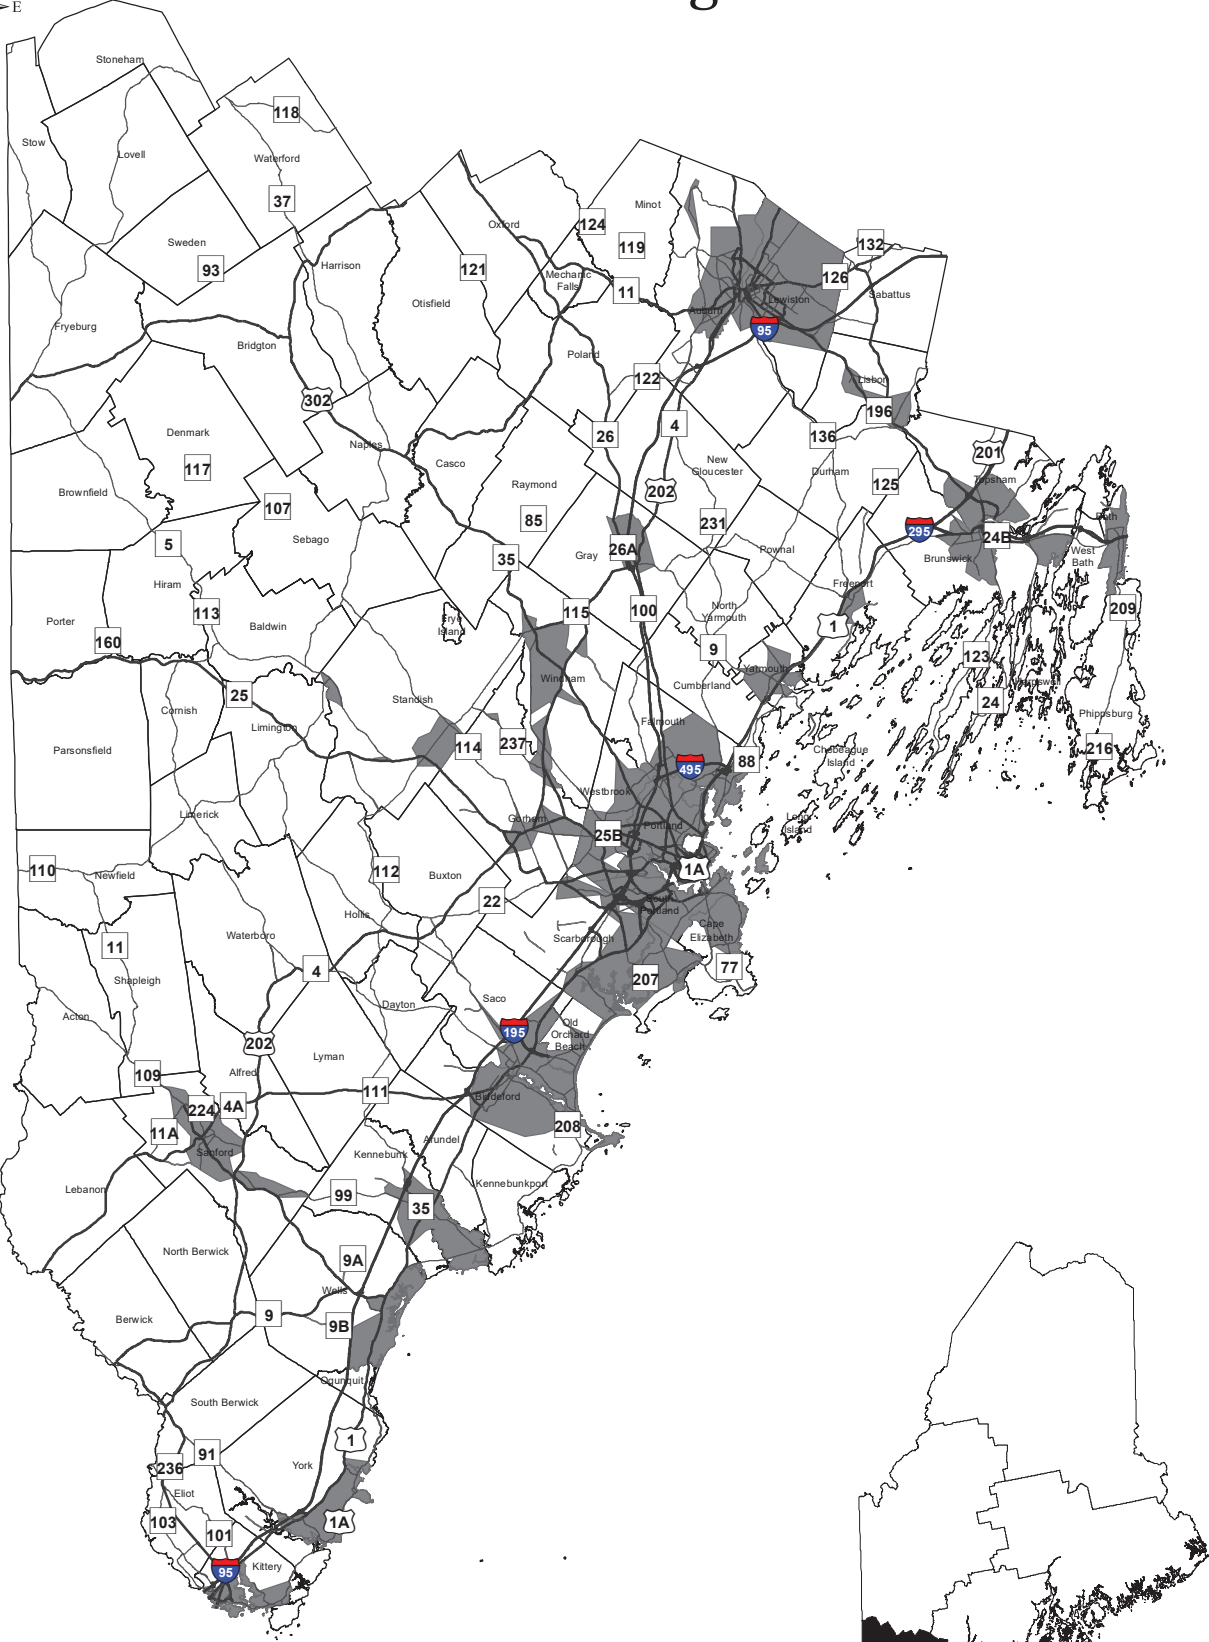 E
Stoneham
118
Stow
Lovell
Waterford
37
Minot
124
Oxford
119
Sweden
132
93
Harrison
121
126
Mechanic
Falls
11
Sabattus
Otisfield
Lewiston
Auburn
Fryeburg
95
Bridgton
Poland
122
Lisbon
302
196
4
Denmark
26
136
Naples
201
117
Casco
New
Gloucester
Durham
Raymond
125
Topsham
Brownfield
202
107
85
231
Bath
295
5
Sebago
24B
26A
Pownal
Gray
35
West
Bath
Brunswick
Hiram
Freeport
113
115
100
209
North
Yarmouth
Porter
Frye
Island
Baldwin
1
160
9
123
Yarmouth
Windham
Cumberland
Harpswell
25
Standish
24
Cornish
Phippsburg
Limington
Falmouth
237
114
216
Parsonsfield
Chebeague
Island
88
495
Westbrook
Limerick
Gorham
Long
Island
Portland
25B
110
112
1A
Newfield
Buxton
22
South
Portland
Hollis
Cape
Elizabeth
Waterboro
Scarborough
11
4
77
207
Shapleigh
Saco
Dayton
Acton
195
Old
Orchard
Beach
202
Lyman
109
Alfred
111
Biddeford
224
4A
208
11A
Arundel
Sanford
Kennebunk
Lebanon
Kennebunkport
99
35
North Berwick
9A
Wells
9
Berwick
9B
Ogunquit
South Berwick
1
91
York
236
Eliot
103
1A
101
Kittery
95